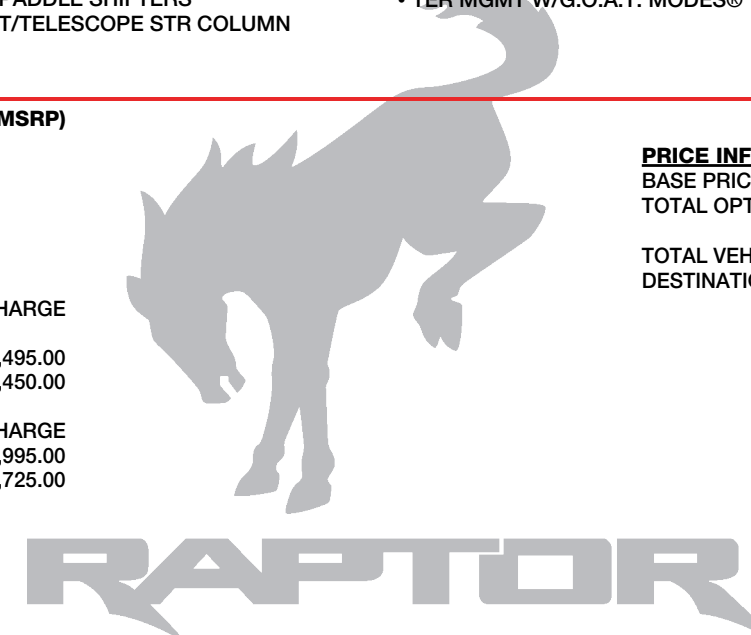 PADDLE SHIFTERS
T/TELESCOPE STR COLUMN
• TER MGMT W/G.O.A.T. MODES®
MSRP)
HARGE
,495.00
,450.00
HARGE
,995.00
,725.00
PRICE INF
BASE PRIC
TOTAL OPT
TOTAL VEH
DESTINATI
RAPTOR